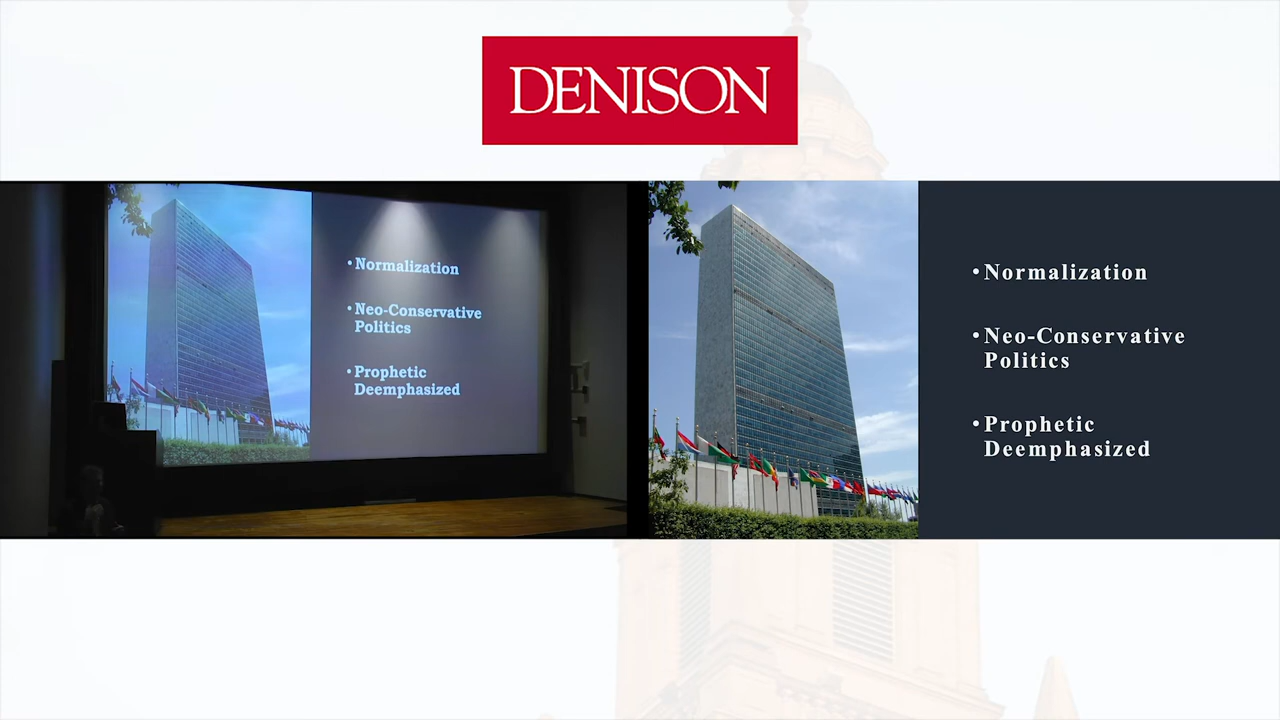 DENISON
• Normalization
• Neo-Conservative
Politics
• Prophetic
Deemphasized
• Normalization
• Neo-Conservative
Politics
• Prophetic
Deemphasized